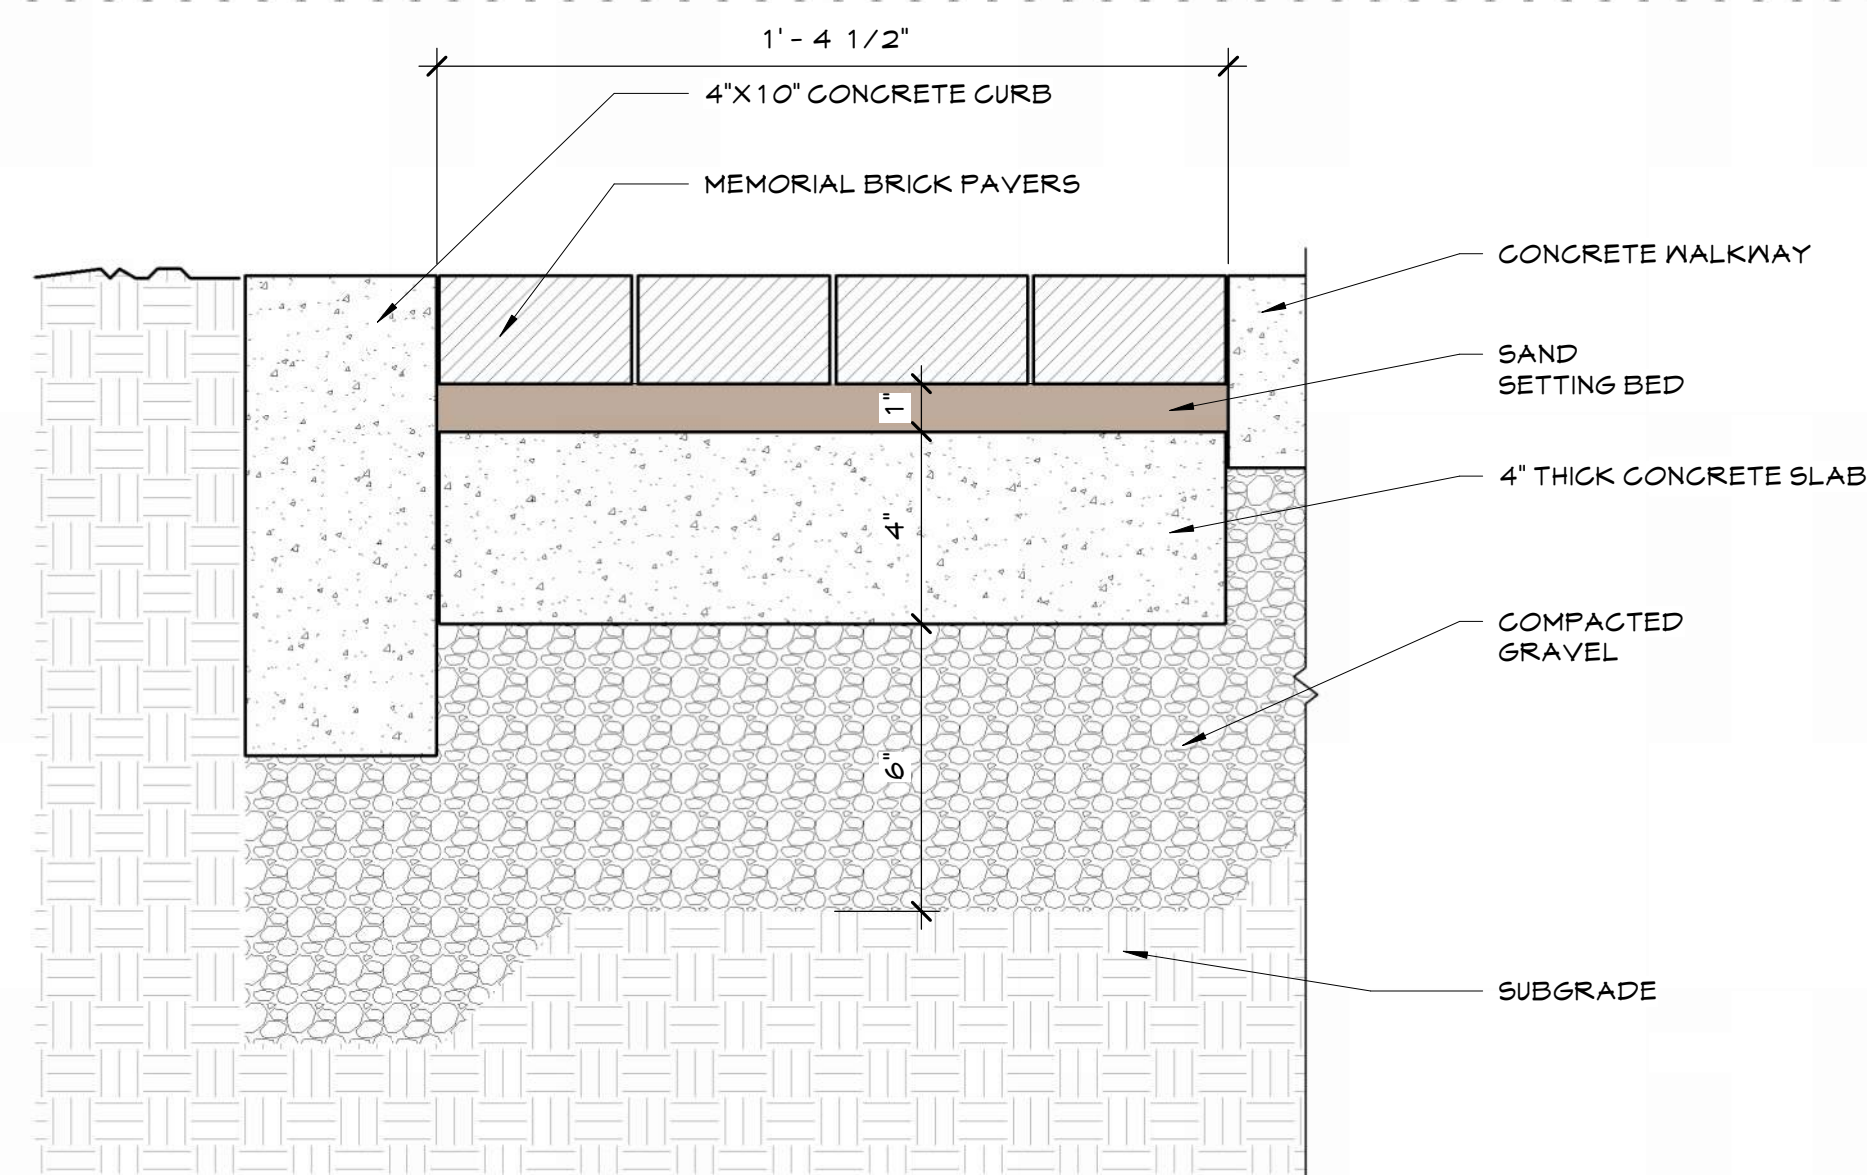 1'-4 1/2"
4"X10" CONCRETE CURB
MEMORIAL BRICK PAVERS
CONCRETE WALKWAY
SAND
SETTING BED
1"
4" THICK CONCRETE SLAB
4"
COMPACTED
GRAVEL
6"
SUBGRADE